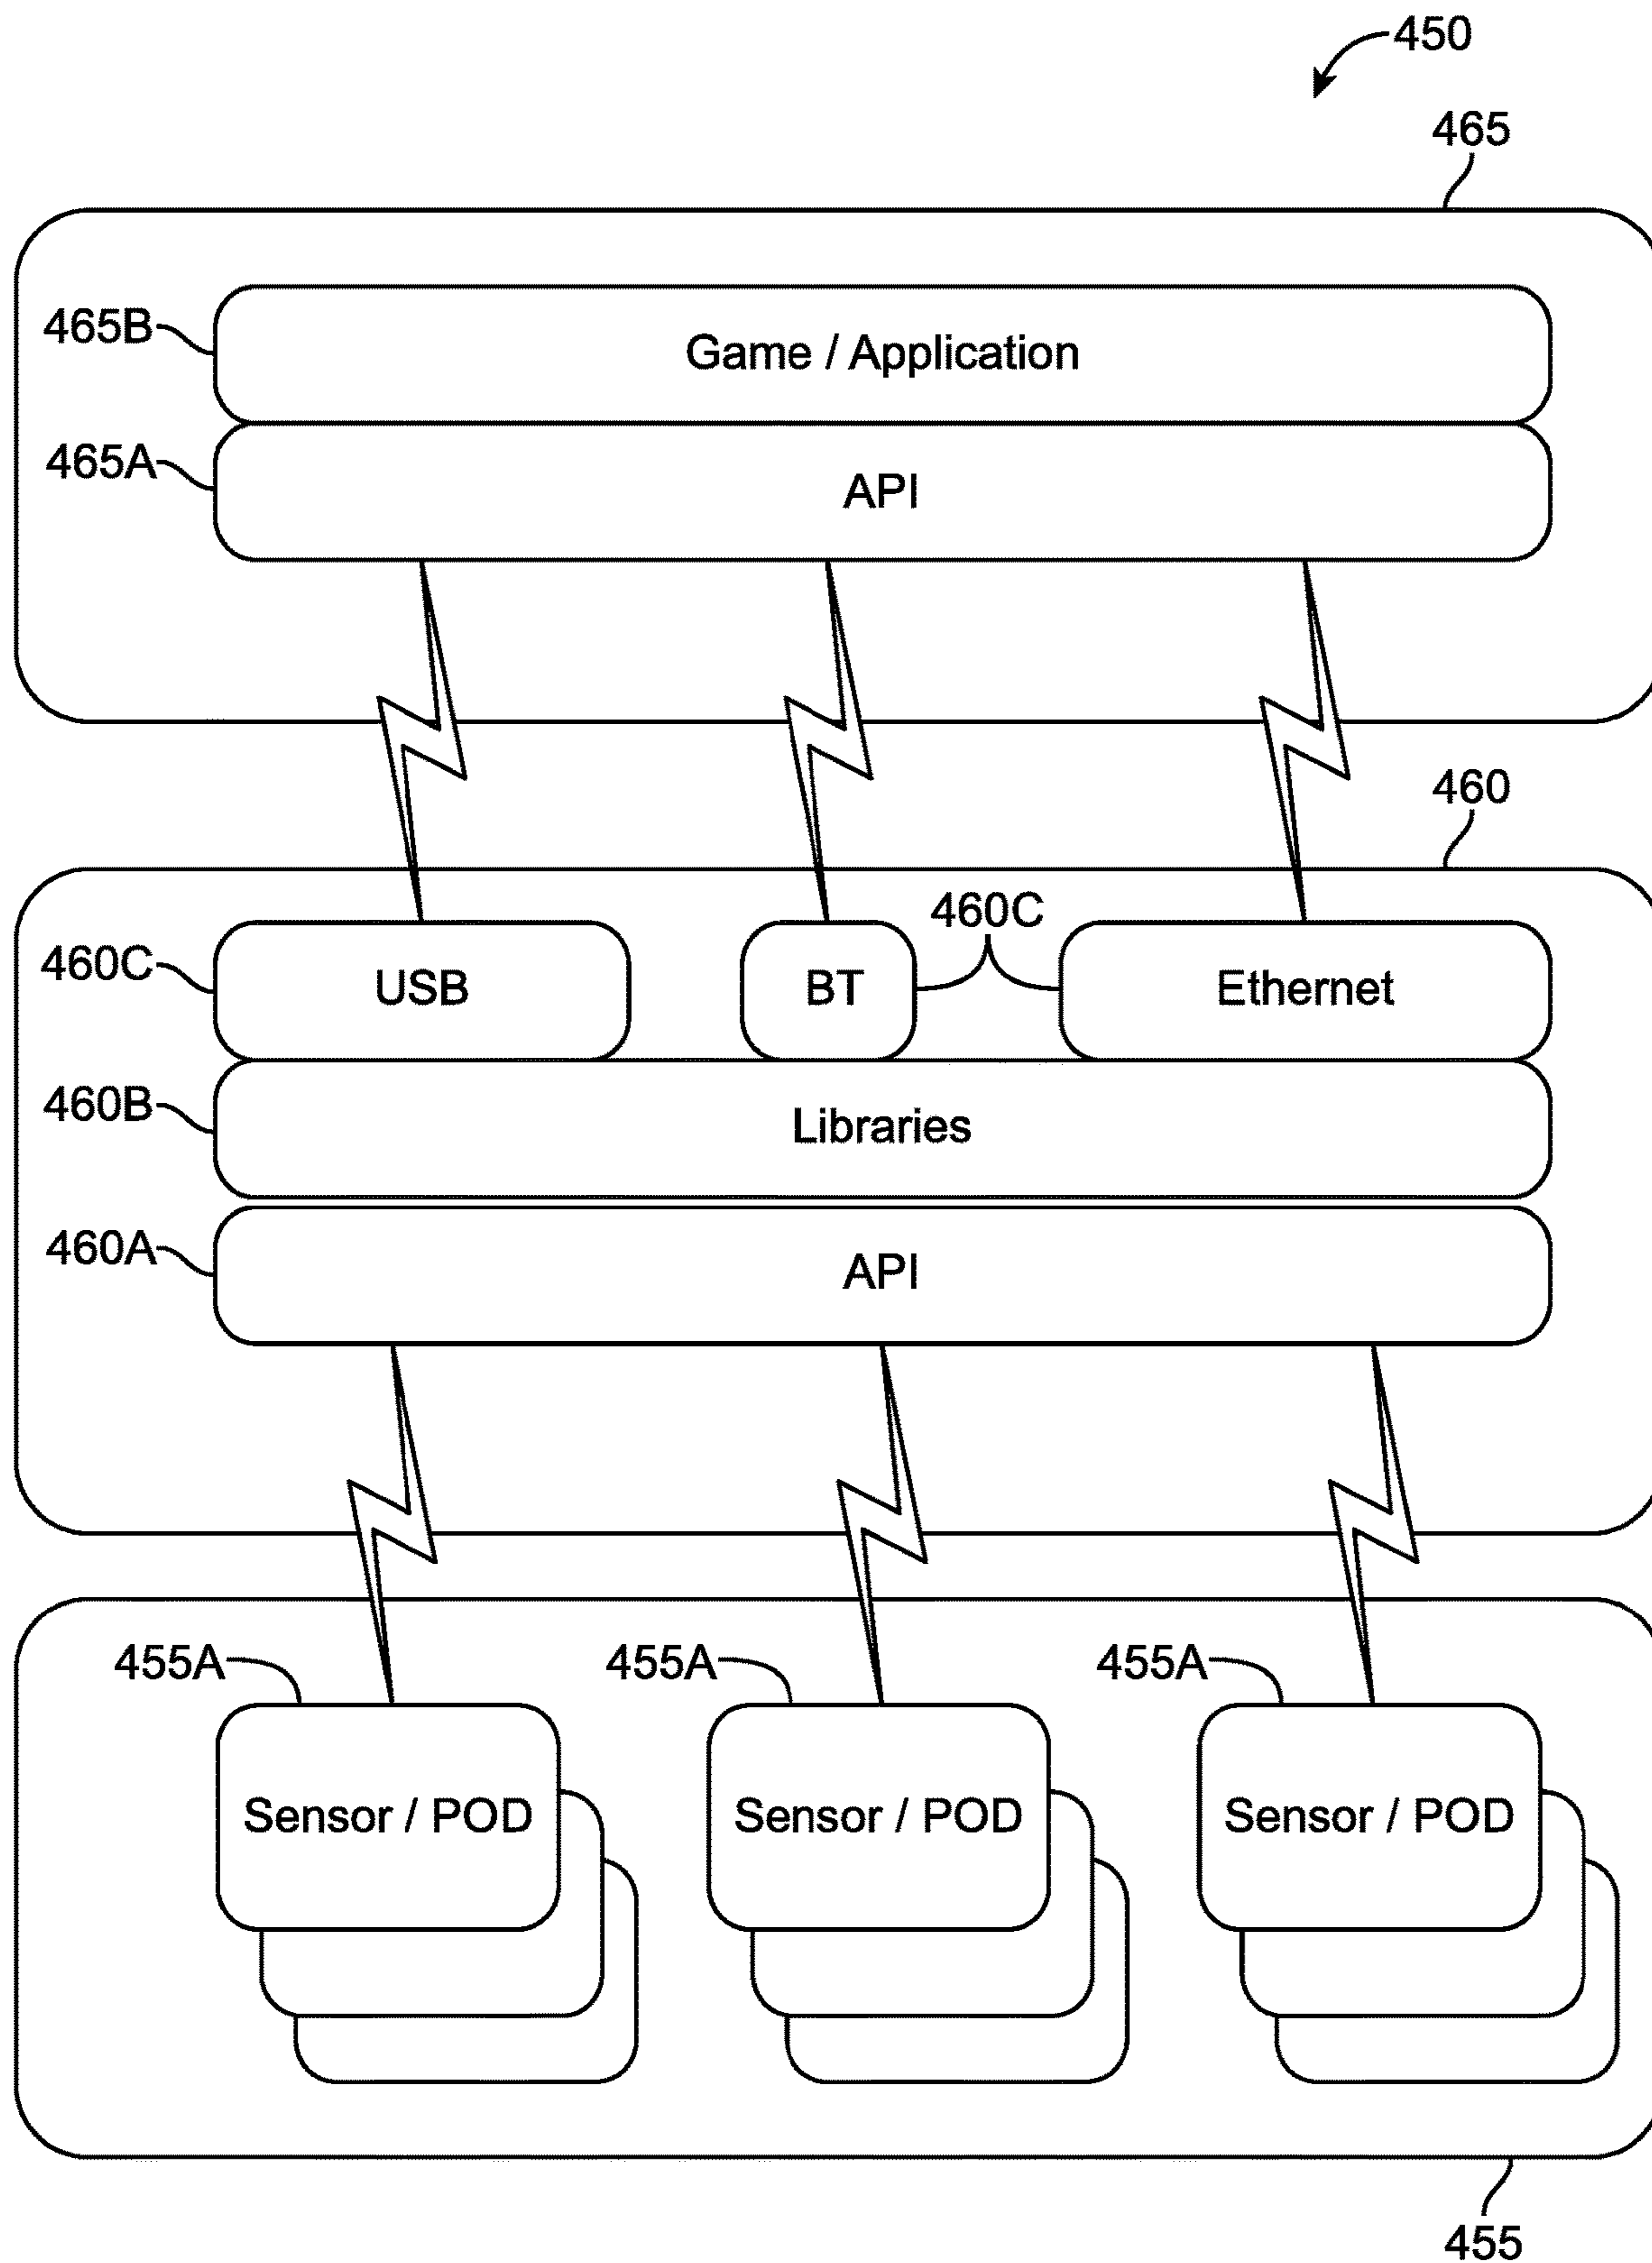 450
465
465B
Game / Application
465A
API
460
460C
460C
USB
BT
Ethernet
460B
Libraries
460A
API
455A
455A
455A
Sensor / POD
Sensor / POD
Sensor / POD
455